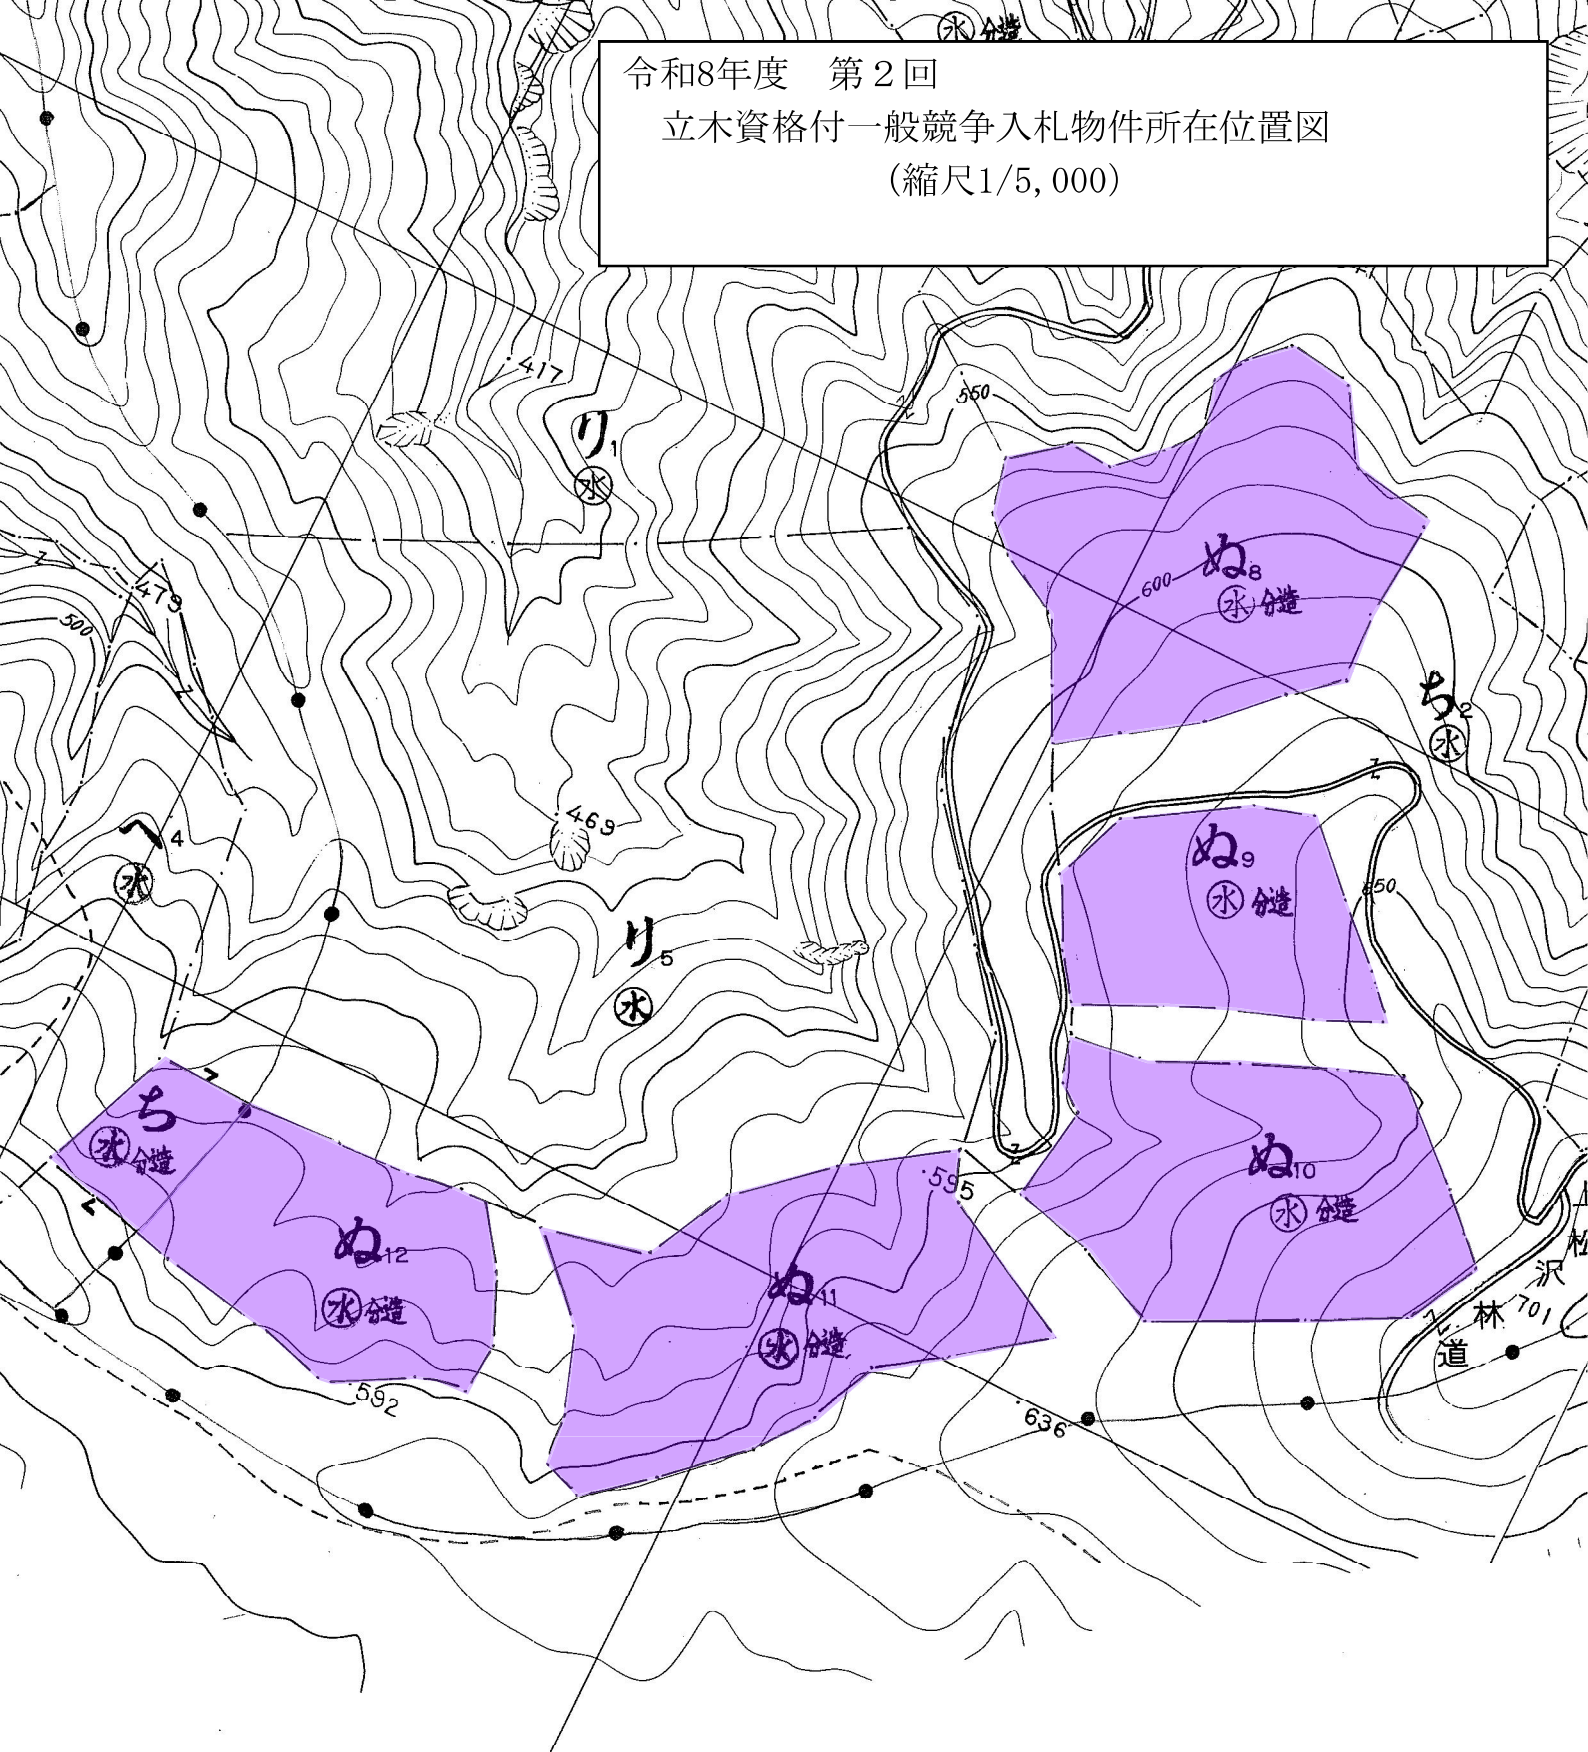 ㊌ 分造
令和8年度　第２回
立木資格付一般競争入札物件所在位置図
(縮尺1/5,000)
417
550
り1
㊌
ぬ8
600
㊌ 分造
479
500
ち2
㊌
469
へ4
㊌
ぬ9
㊌ 分造
850
り5
㊌
ち
㊌ 分造
ぬ10
㊌ 分造
595
ぬ12
㊌ 分造
ぬ11
㊌ 分造
沢
林
道
701
592
636